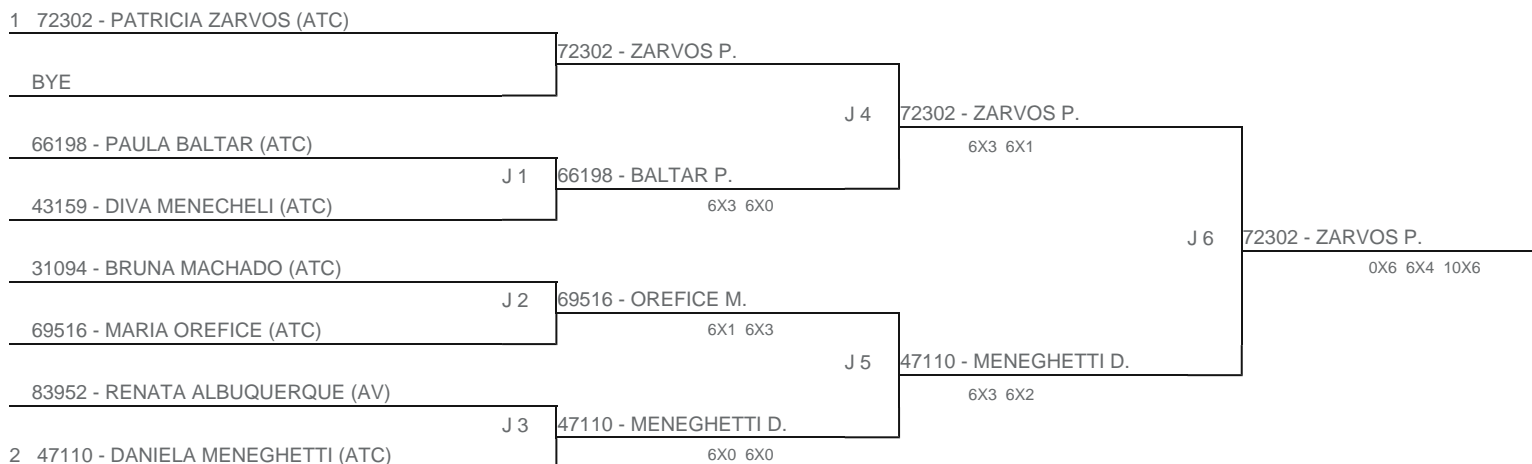 1 72302 - PATRICIA ZARVOS (ATC)
72302 - ZARVOS P.
BYE
J 4
72302 - ZARVOS P.
6X3 6X1
66198 - PAULA BALTAR (ATC)
J 1
66198 - BALTAR P.
6X3 6X0
43159 - DIVA MENECHELI (ATC)
J 6
72302 - ZARVOS P.
0X6 6X4 10X6
31094 - BRUNA MACHADO (ATC)
J 2
69516 - OREFICE M.
6X1 6X3
69516 - MARIA OREFICE (ATC)
J 5
47110 - MENEGHETTI D.
6X3 6X2
83952 - RENATA ALBUQUERQUE (AV)
J 3
47110 - MENEGHETTI D.
6X0 6X0
2 47110 - DANIELA MENEGHETTI (ATC)